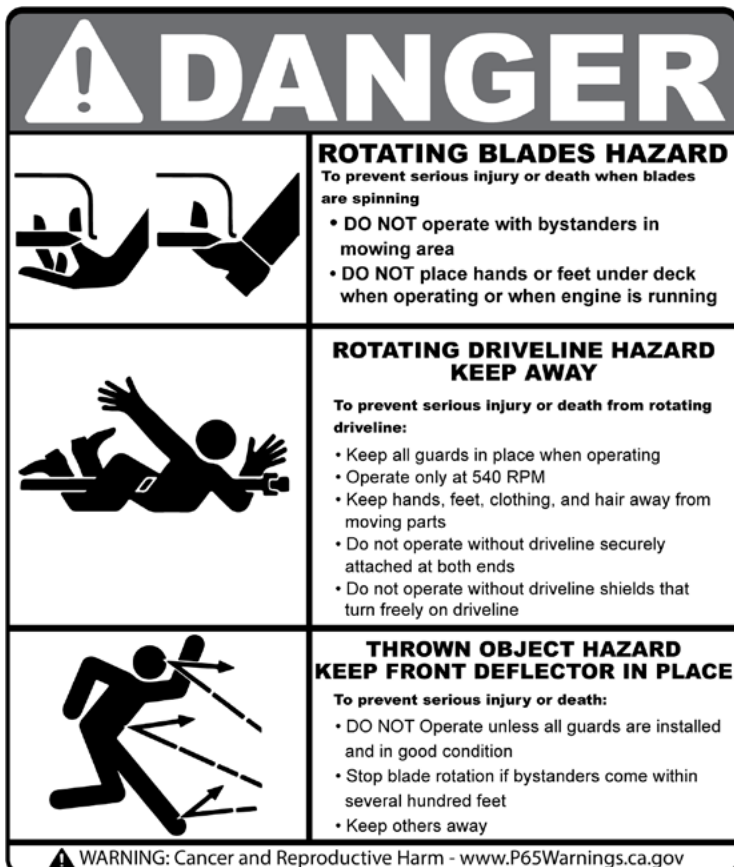 DANGER
ROTATING BLADES HAZARD
To prevent serious injury or death when blades
are spinning
• DO NOT operate with bystanders in
mowing area
• DO NOT place hands or feet under deck
when operating or when engine is running
ROTATING DRIVELINE HAZARD
KEEP AWAY
To prevent serious injury or death from rotating
driveline:
• Keep all guards in place when operating
• Operate only at 540 RPM
• Keep hands, feet, clothing, and hair away from
moving parts
• Do not operate without driveline securely
attached at both ends
• Do not operate without driveline shields that
turn freely on driveline
THROWN OBJECT HAZARD
KEEP FRONT DEFLECTOR IN PLACE
To prevent serious injury or death:
• DO NOT Operate unless all guards are installed
and in good condition
• Stop blade rotation if bystanders come within
several hundred feet
• Keep others away
WARNING: Cancer and Reproductive Harm - www.P65Warnings.ca.gov